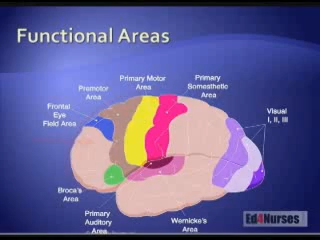 Functional Areas
Primary Motor
Area
Primary
Somesthetic
Area
Premotor
Area
Frontal
Eye
Field Area
Visual
I, II, III
Broca's
Area
Primary
Auditory
Area
Wernicke's
Area
Ed4Nurses